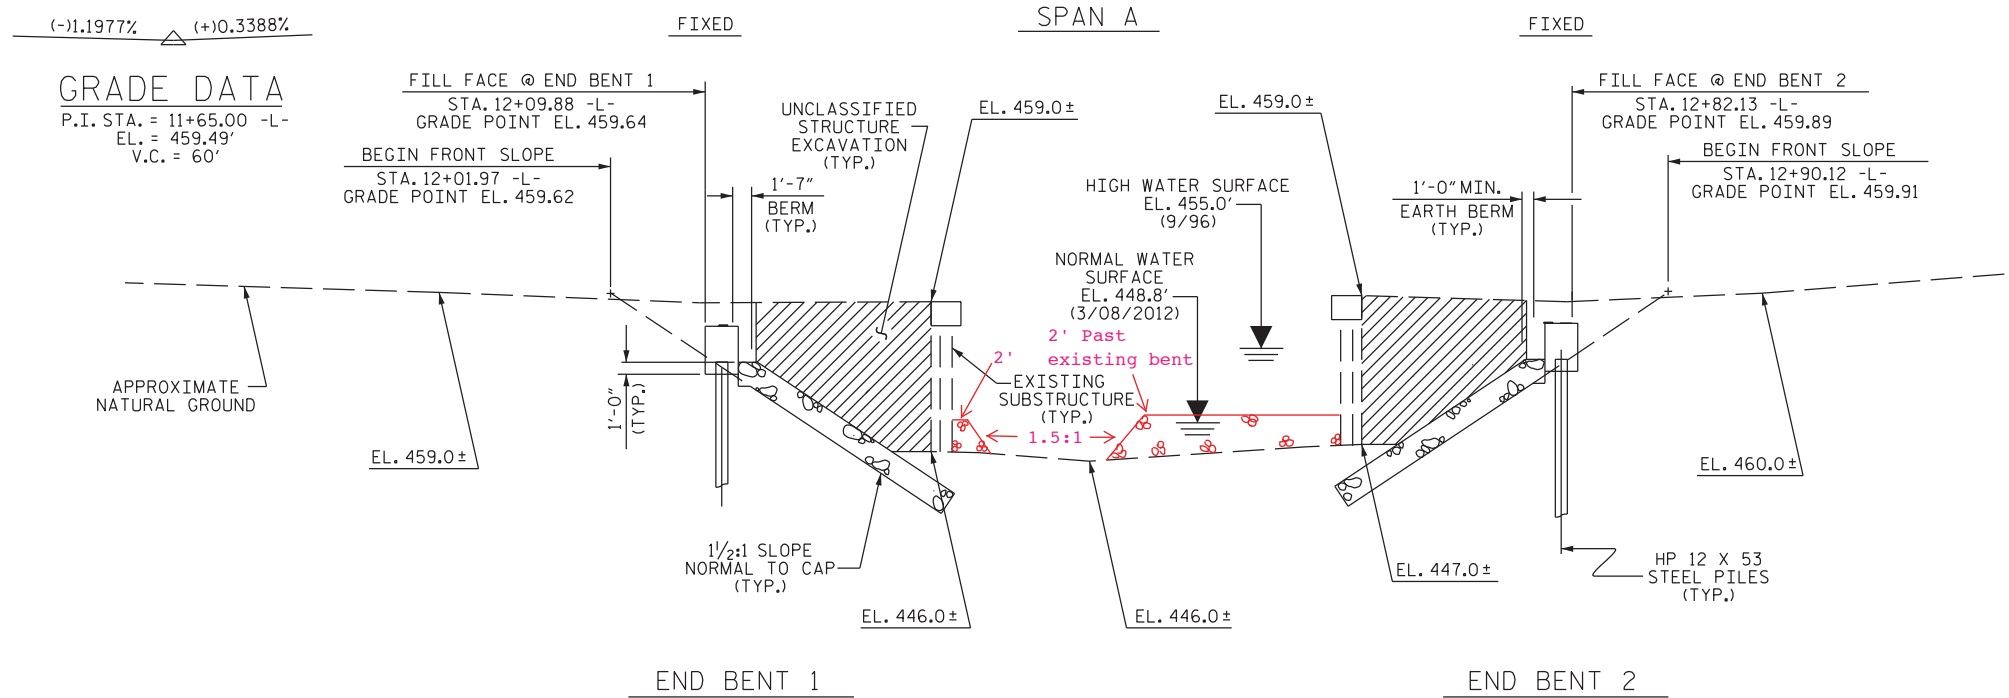 (-)1.1977% (+)0.3388%
GRADE DATA
P.I. STA. = 11+65.00 -L-
EL. = 459.49'
V.C. = 60'
FIXED
SPAN A
FIXED
FILL FACE @ END BENT 1
STA. 12+09.88 -L-
GRADE POINT EL. 459.64
BEGIN FRONT SLOPE
STA. 12+01.97 -L-
GRADE POINT EL. 459.62
1'-7"
BERM
(TYP.)
UNCLASSIFIED
STRUCTURE
EXCAVATION
(TYP.)
EL. 459.0±
EL. 459.0±
HIGH WATER SURFACE
EL. 455.0'
(9/96)
NORMAL WATER
SURFACE
EL. 448.8'
(3/08/2012)
FILL FACE @ END BENT 2
STA. 12+82.13 -L-
GRADE POINT EL. 459.89
BEGIN FRONT SLOPE
STA. 12+90.12 -L-
GRADE POINT EL. 459.91
1'-0" MIN.
EARTH BERM
(TYP.)
2' Past
existing bent
2'
EXISTING
SUBSTRUCTURE
(TYP.)
1.5:1
APPROXIMATE
NATURAL GROUND
1'-0"
(TYP.)
EL. 459.0±
EL. 460.0±
1 1/2:1 SLOPE
NORMAL TO CAP
(TYP.)
EL. 447.0±
HP 12 X 53
STEEL PILES
(TYP.)
EL. 446.0±
EL. 446.0±
END BENT 1
END BENT 2